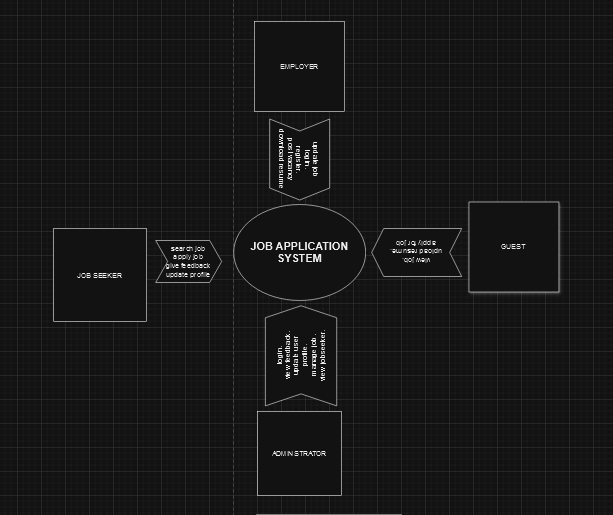 EMPLOYER
update job
login.
register.
post vacancy
download resume
JOB SEEKER
search job
apply job
give feedback
update profile
JOB APPLICATION
SYSTEM
view job.
upload resume
apply for job
GUEST
login.
view feedback.
update user
profile.
manage job.
view jobseeker.
ADMINISTRATOR